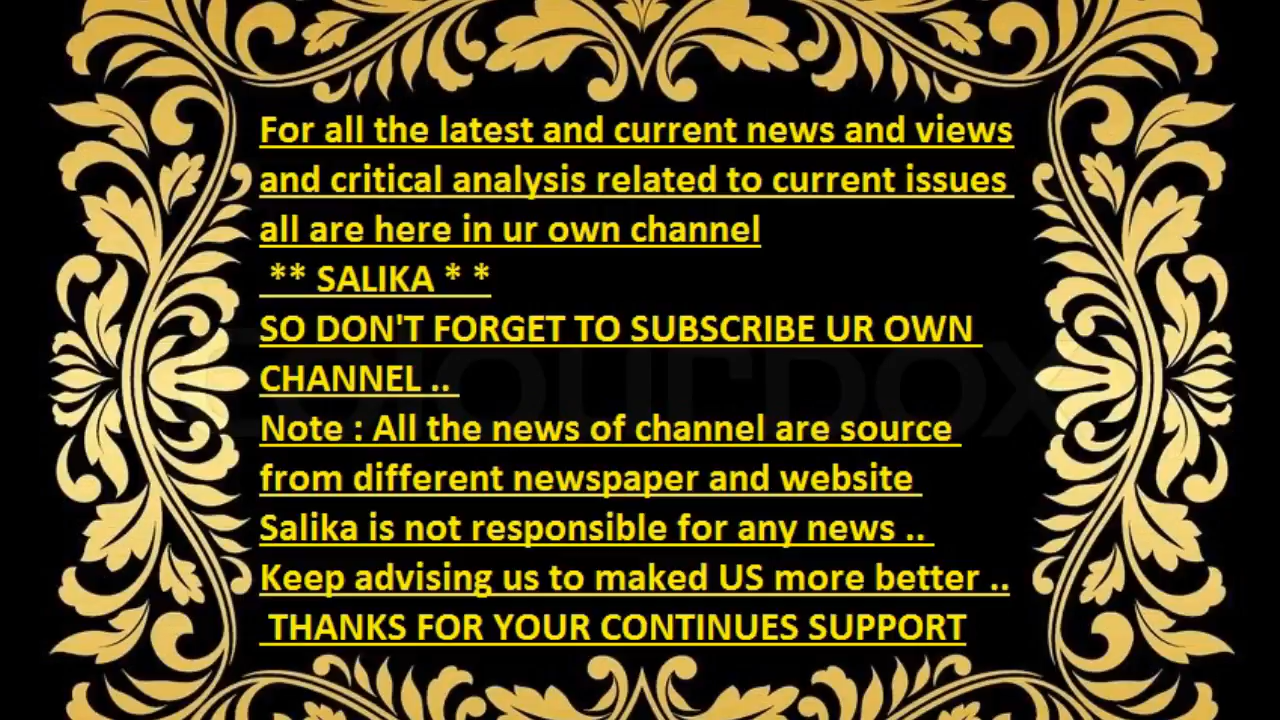 For all the latest and current news and views
and critical analysis related to current issues
all are here in ur own channel
** SALIKA * *
SO DON'T FORGET TO SUBSCRIBE UR OWN
CHANNEL ..
Note : All the news of channel are source
from different newspaper and website
Salika is not responsible for any news ..
Keep advising us to maked US more better ..
THANKS FOR YOUR CONTINUES SUPPORT